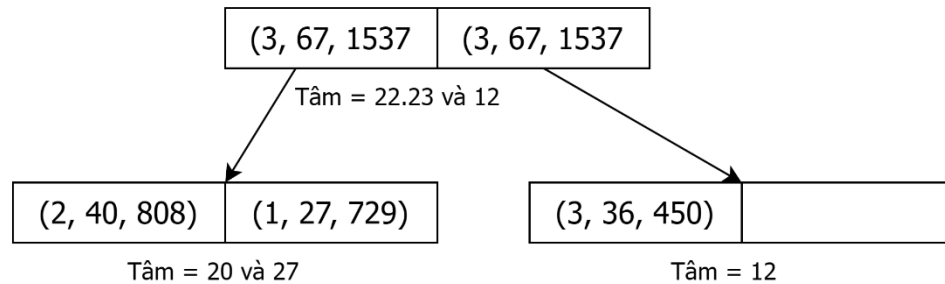 (3, 67, 1537 (3, 67, 1537
Tâm = 22.23 và 12
(2, 40, 808) (1, 27, 729) (3, 36, 450)
Tâm = 20 và 27 Tâm = 12